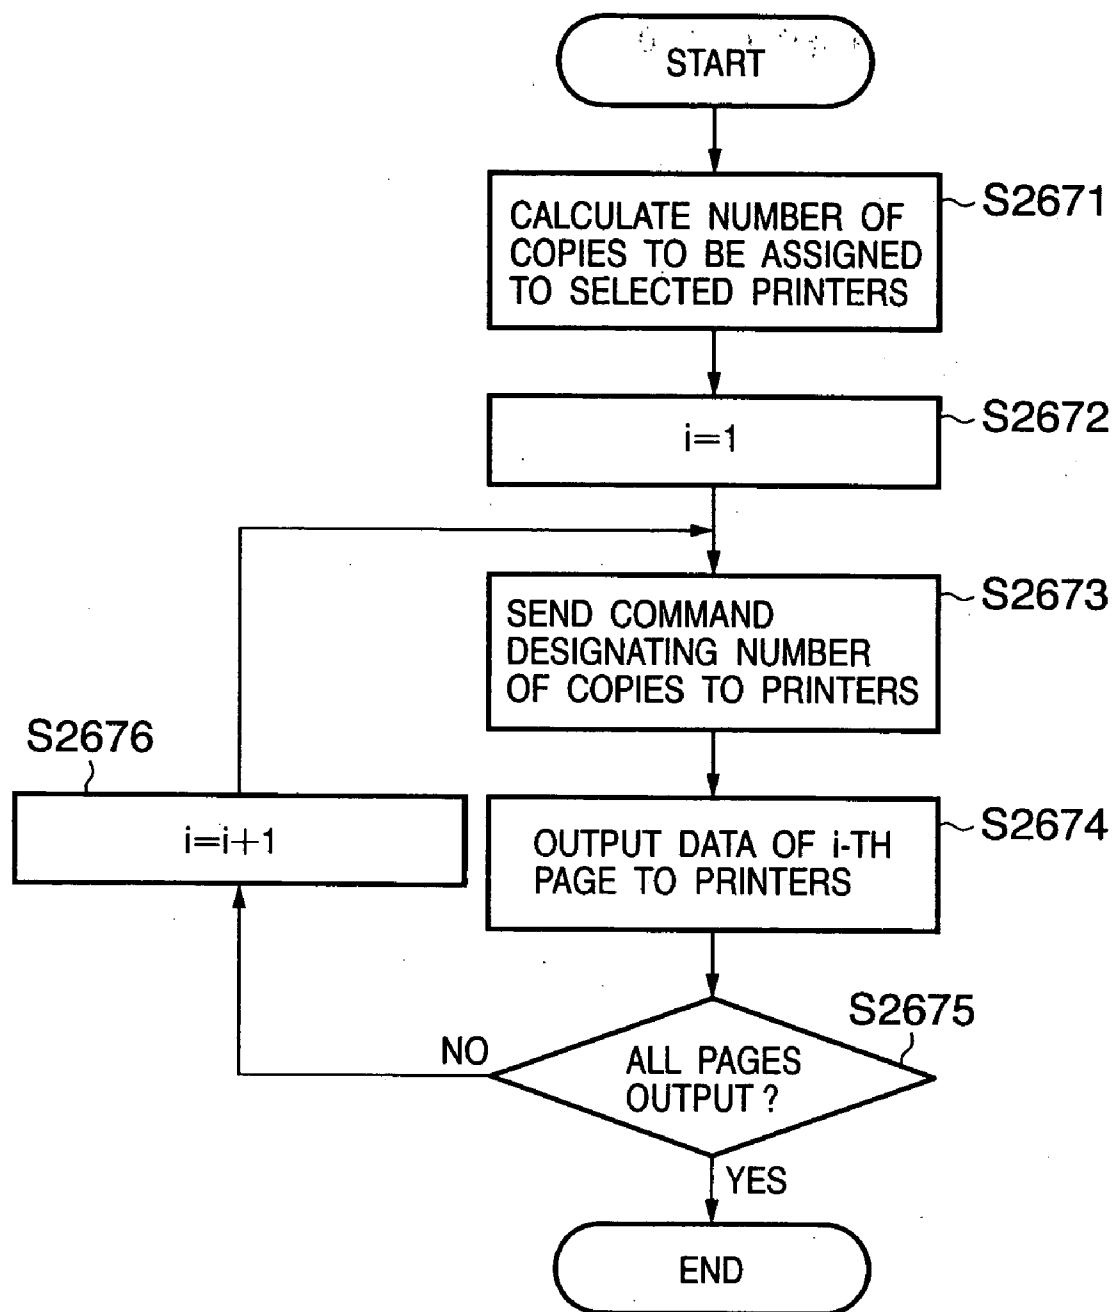 START
CALCULATE NUMBER OF
COPIES TO BE ASSIGNED
TO SELECTED PRINTERS
S2671
i=1
S2672
SEND COMMAND
DESIGNATING NUMBER
OF COPIES TO PRINTERS
S2673
S2676
i=i+1
OUTPUT DATA OF i-TH
PAGE TO PRINTERS
S2674
S2675
NO
ALL PAGES
OUTPUT?
YES
END